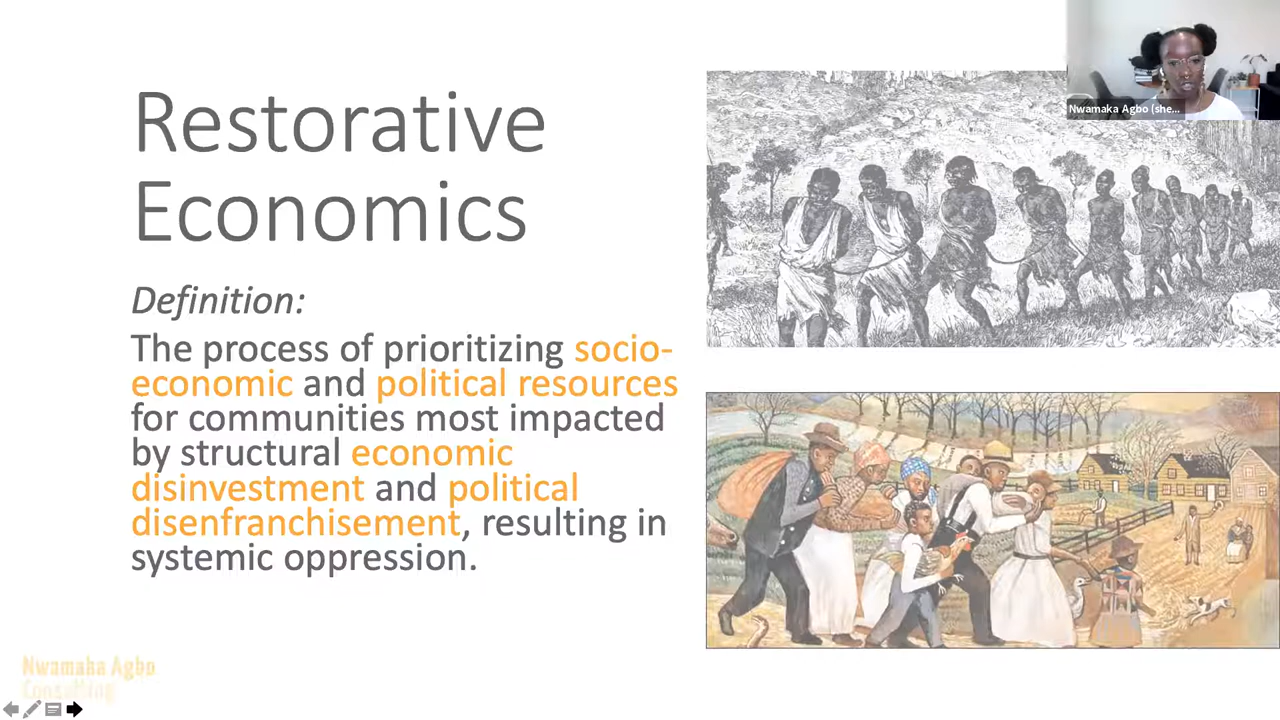 Restorative
Economics
Definition:
The process of prioritizing socio-
economic and political resources
for communities most impacted
by structural economic
disinvestment and political
disenfranchisement, resulting in
systemic oppression.
Nwamaka Agbo (she...
Nwamaka Agbo
Consulting